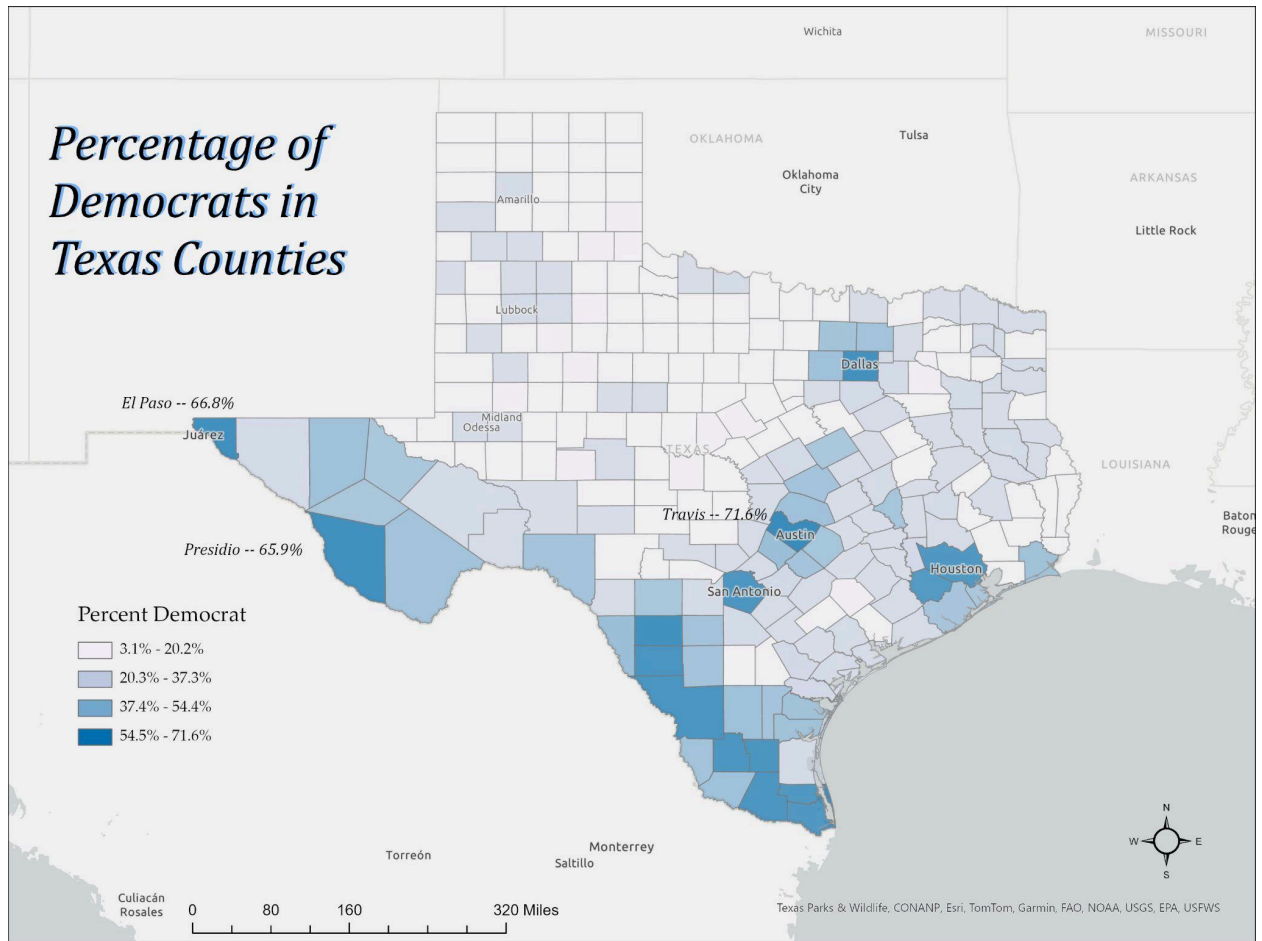 Wichita
MISSOURI
Percentage of
Democrats in
Texas Counties
OKLAHOMA
Tulsa
Oklahoma
City
ARKANSAS
Little Rock
Amarillo
Lubbock
Dallas
El Paso -- 66.8%
Juárez
Midland
Odessa
TEXAS
LOUISIANA
Travis -- 71.6%
Baton
Rouge
Austin
Presidio -- 65.9%
Houston
San Antonio
Percent Democrat
3.1% - 20.2%
20.3% - 37.3%
37.4% - 54.4%
54.5% - 71.6%
N
W
E
S
Monterrey
Torreón
Saltillo
Culiacán
Rosales
0 80 160 320 Miles
Texas Parks & Wildlife, CONANP, Esri, TomTom, Garmin, FAO, NOAA, USGS, EPA, USFWS